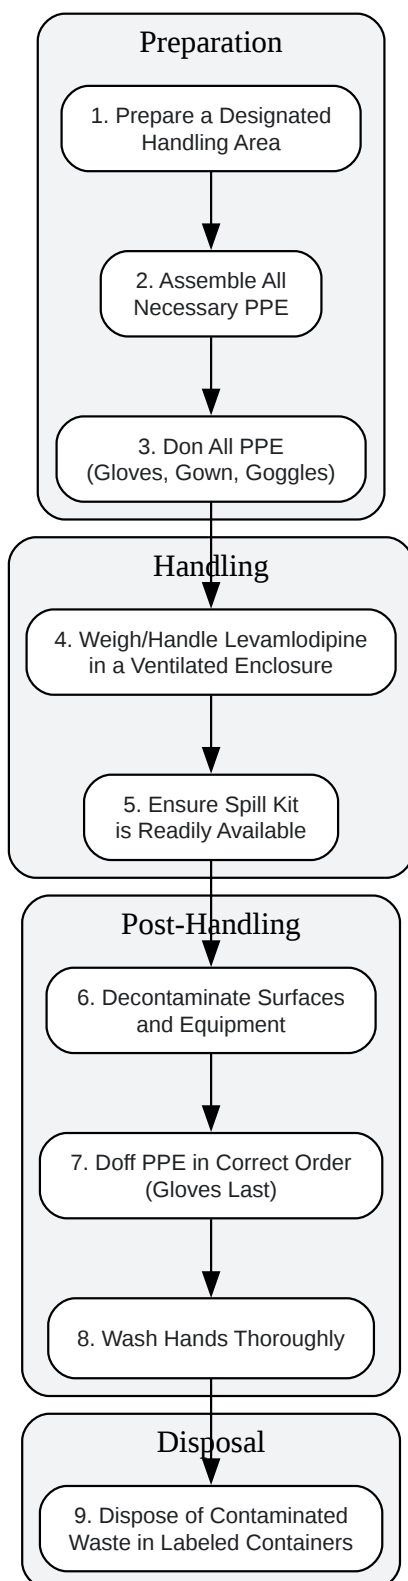 Preparation
1. Prepare a Designated
Handling Area
2. Assemble All
Necessary PPE
3. Don All PPE
(Gloves, Gown, Goggles)
Handling
4. Weigh/Handle Levamlodipine
in a Ventilated Enclosure
5. Ensure Spill Kit
is Readily Available
Post-Handling
6. Decontaminate Surfaces
and Equipment
7. Doff PPE in Correct Order
(Gloves Last)
8. Wash Hands Thoroughly
Disposal
9. Dispose of Contaminated
Waste in Labeled Containers